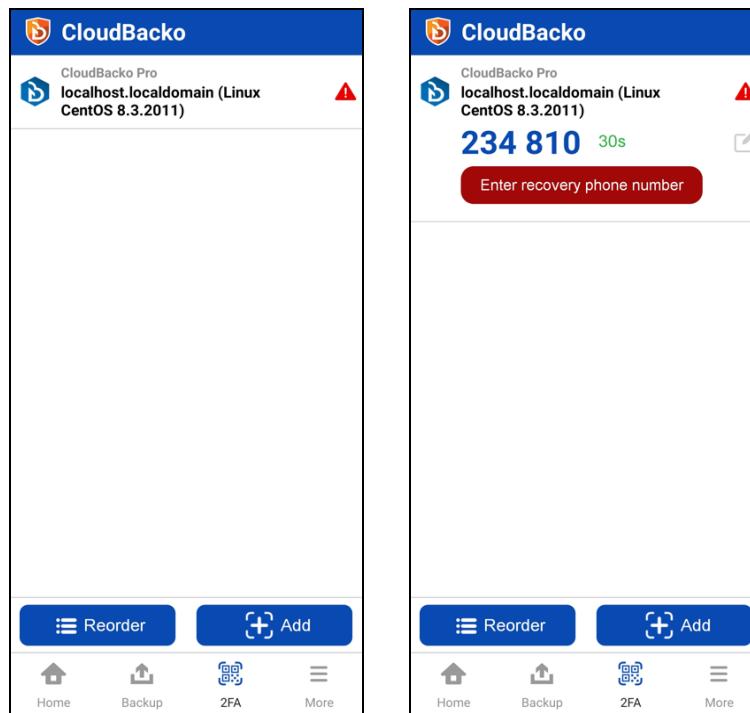 CloudBacko
CloudBacko Pro
localhost.localdomain (Linux
CentOS 8.3.2011)
Reorder
Add
Home
Backup
2FA
More
CloudBacko
CloudBacko Pro
localhost.localdomain (Linux
CentOS 8.3.2011)
234 810 30s
Enter recovery phone number
Reorder
Add
Home
Backup
2FA
More